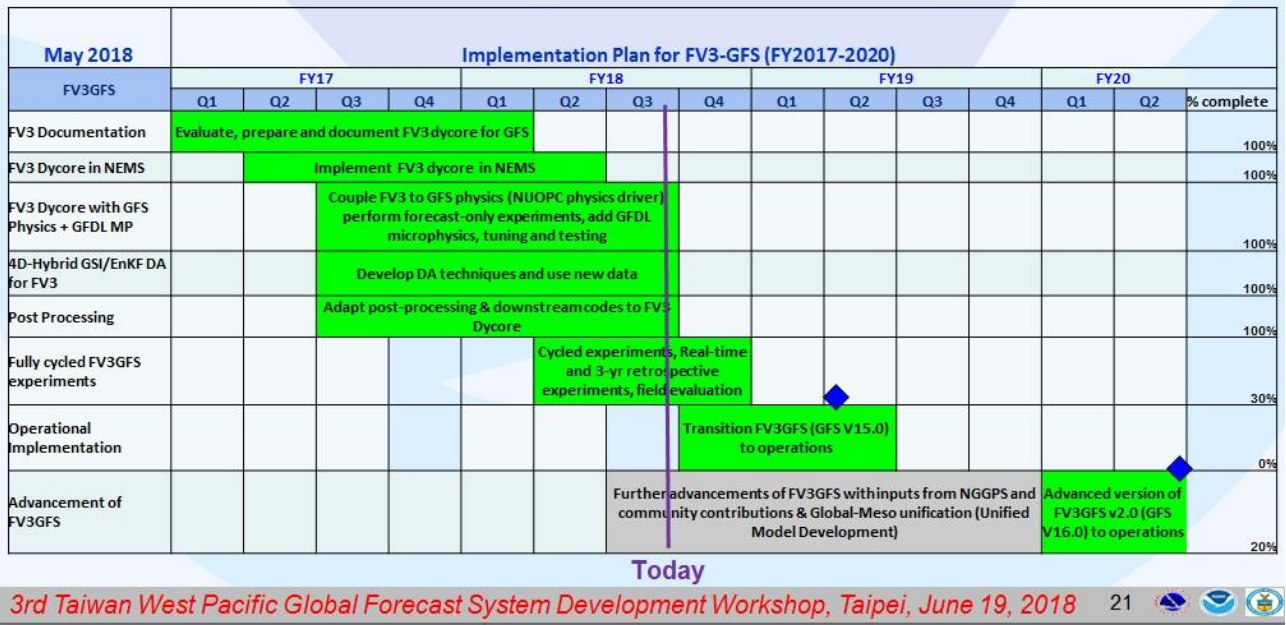 May 2018
Implementation Plan for FV3-GFS (FY2017-2020)
FV3GFS
FY17
FY18
FY19
FY20
Q1 Q2 Q3 Q4 Q1 Q2 Q3 Q4 Q1 Q2 Q3 Q4 Q1 Q2 % complete
FV3 Documentation
Evaluate, prepare and document FV3 dycore for GFS
100%
FV3 Dycore in NEMS
Implement FV3 dycore in NEMS
100%
FV3 Dycore with GFS
Physics + GFDL MP
Couple FV3 to GFS physics (NUOPC physics driver)
perform forecast-only experiments, add GFDL
microphysics, tuning and testing
100%
4D-Hybrid GSI/EnKF DA
for FV3
Develop DA techniques and use new data
100%
Post Processing
Adapt post-processing & downstream codes to FV3
Dycore
100%
Fully cycled FV3GFS
experiments
Cycled experiments, Real-time
and 3-yr retrospective
experiments, field evaluation
30%
Operational
Implementation
Transition FV3GFS (GFS V15.0)
to operations
0%
Advancement of
FV3GFS
Further advancements of FV3GFS with inputs from NGGPS and
community contributions & Global-Meso unification (Unified
Model Development)
Advanced version of
FV3GFS v2.0 (GFS
V16.0) to operations
20%
Today
3rd Taiwan West Pacific Global Forecast System Development Workshop, Taipei, June 19, 2018
21